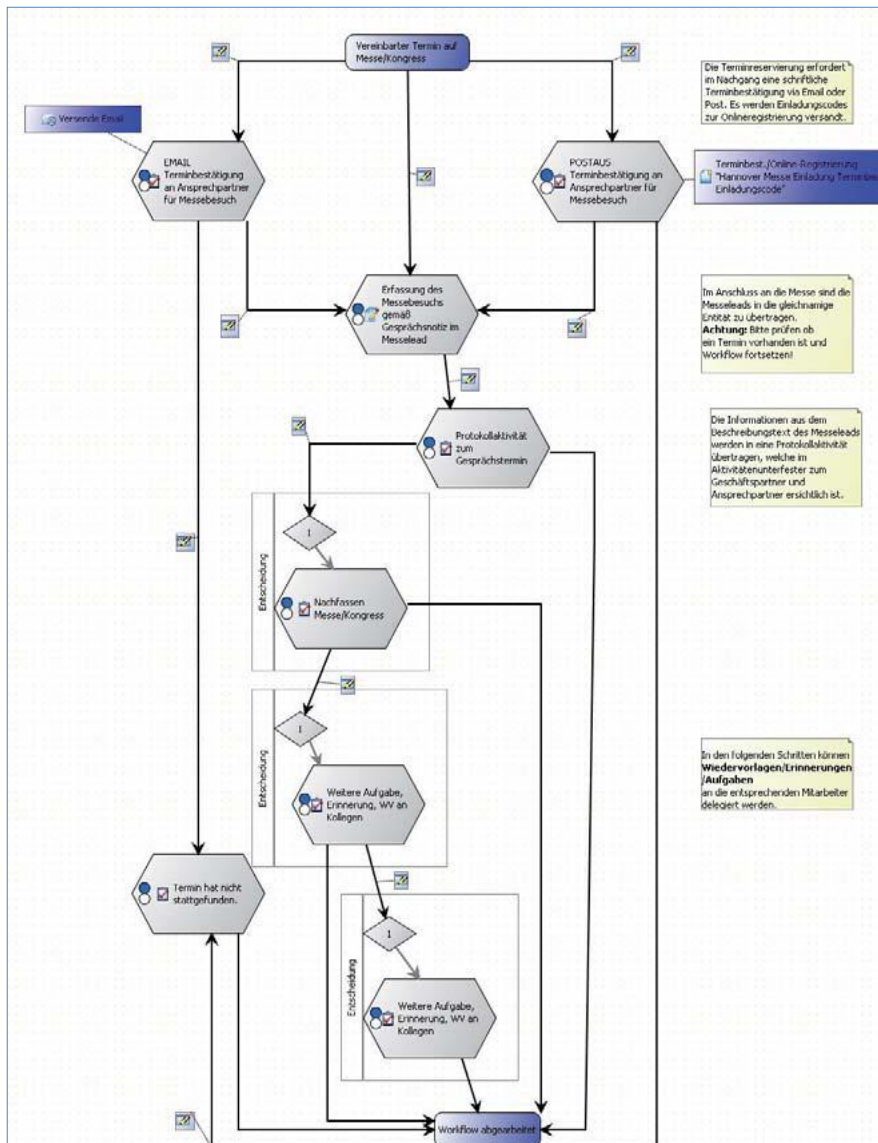 Vereinbarter Termin auf
Messe/Kongress
Die Terminreservierung erfordert
im Nachgang eine schriftliche
Terminbestätigung via Email oder
Post. Es werden Einladungscodes
zur Onlineregistrierung versandt.
Versende Email
EMAIL
Terminbestätigung
an Ansprechpartner
für Messebesuch
POSTAUS
Terminbestätigung an
Ansprechpartner für
Messebesuch
Terminbest./Online-Registrierung
"Hannover Messe Einladung
Einladungscode"
Erfassung des
Messebesuchs
gemäß
Gesprächsnotiz im
Messelead
Im Anschluss an die Messe sind die
Messeleads in die gleichnamige
Entität zu übertragen.
Achtung: Bitte prüfen ob
ein Termin vorhanden ist und
Workflow fortsetzen!
Protokollaktivität
zum
Gesprächstermin
Die Informationen aus dem
Beschreibungstext des Messeleads
werden in eine Protokollaktivität
übertragen, welche im
Aktivitätenunterfester zum
Geschäftspartner und
Ansprechpartner ersichtlich ist.
Entscheidung
1
Nachfassen
Messe/Kongress
Entscheidung
1
Weitere Aufgabe,
Erinnerung, WV an
Kollegen
In den folgenden Schritten können
Wiedervorlagen/Erinnerungen
/Aufgaben
an die entsprechenden Mitarbeiter
delegiert werden.
Termin hat nicht
stattgefunden.
Entscheidung
1
Weitere Aufgabe,
Erinnerung, WV an
Kollegen
Workflow abgearbeitet